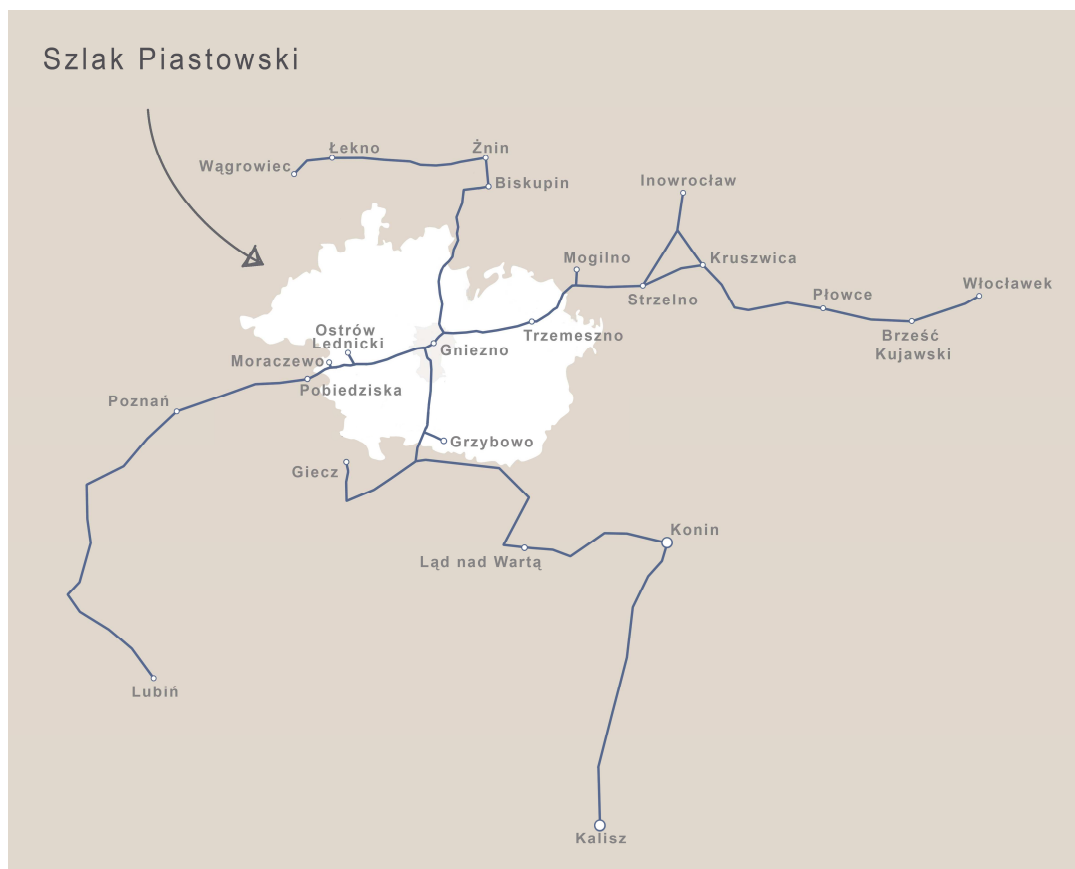 Szlak Piastowski
Łekno
Żnin
Wągrowiec
Biskupin
Inowrocław
Mogilno
Kruszwica
Włocławek
Strzelno
Płowce
Ostrów
Lednicki
Trzemeszno
Brześć
Kujawski
Gniezno
Moraczewo
Pobiedziska
Poznań
Grzybowo
Giecz
Konin
Ląd nad Wartą
Lubiń
Kalisz